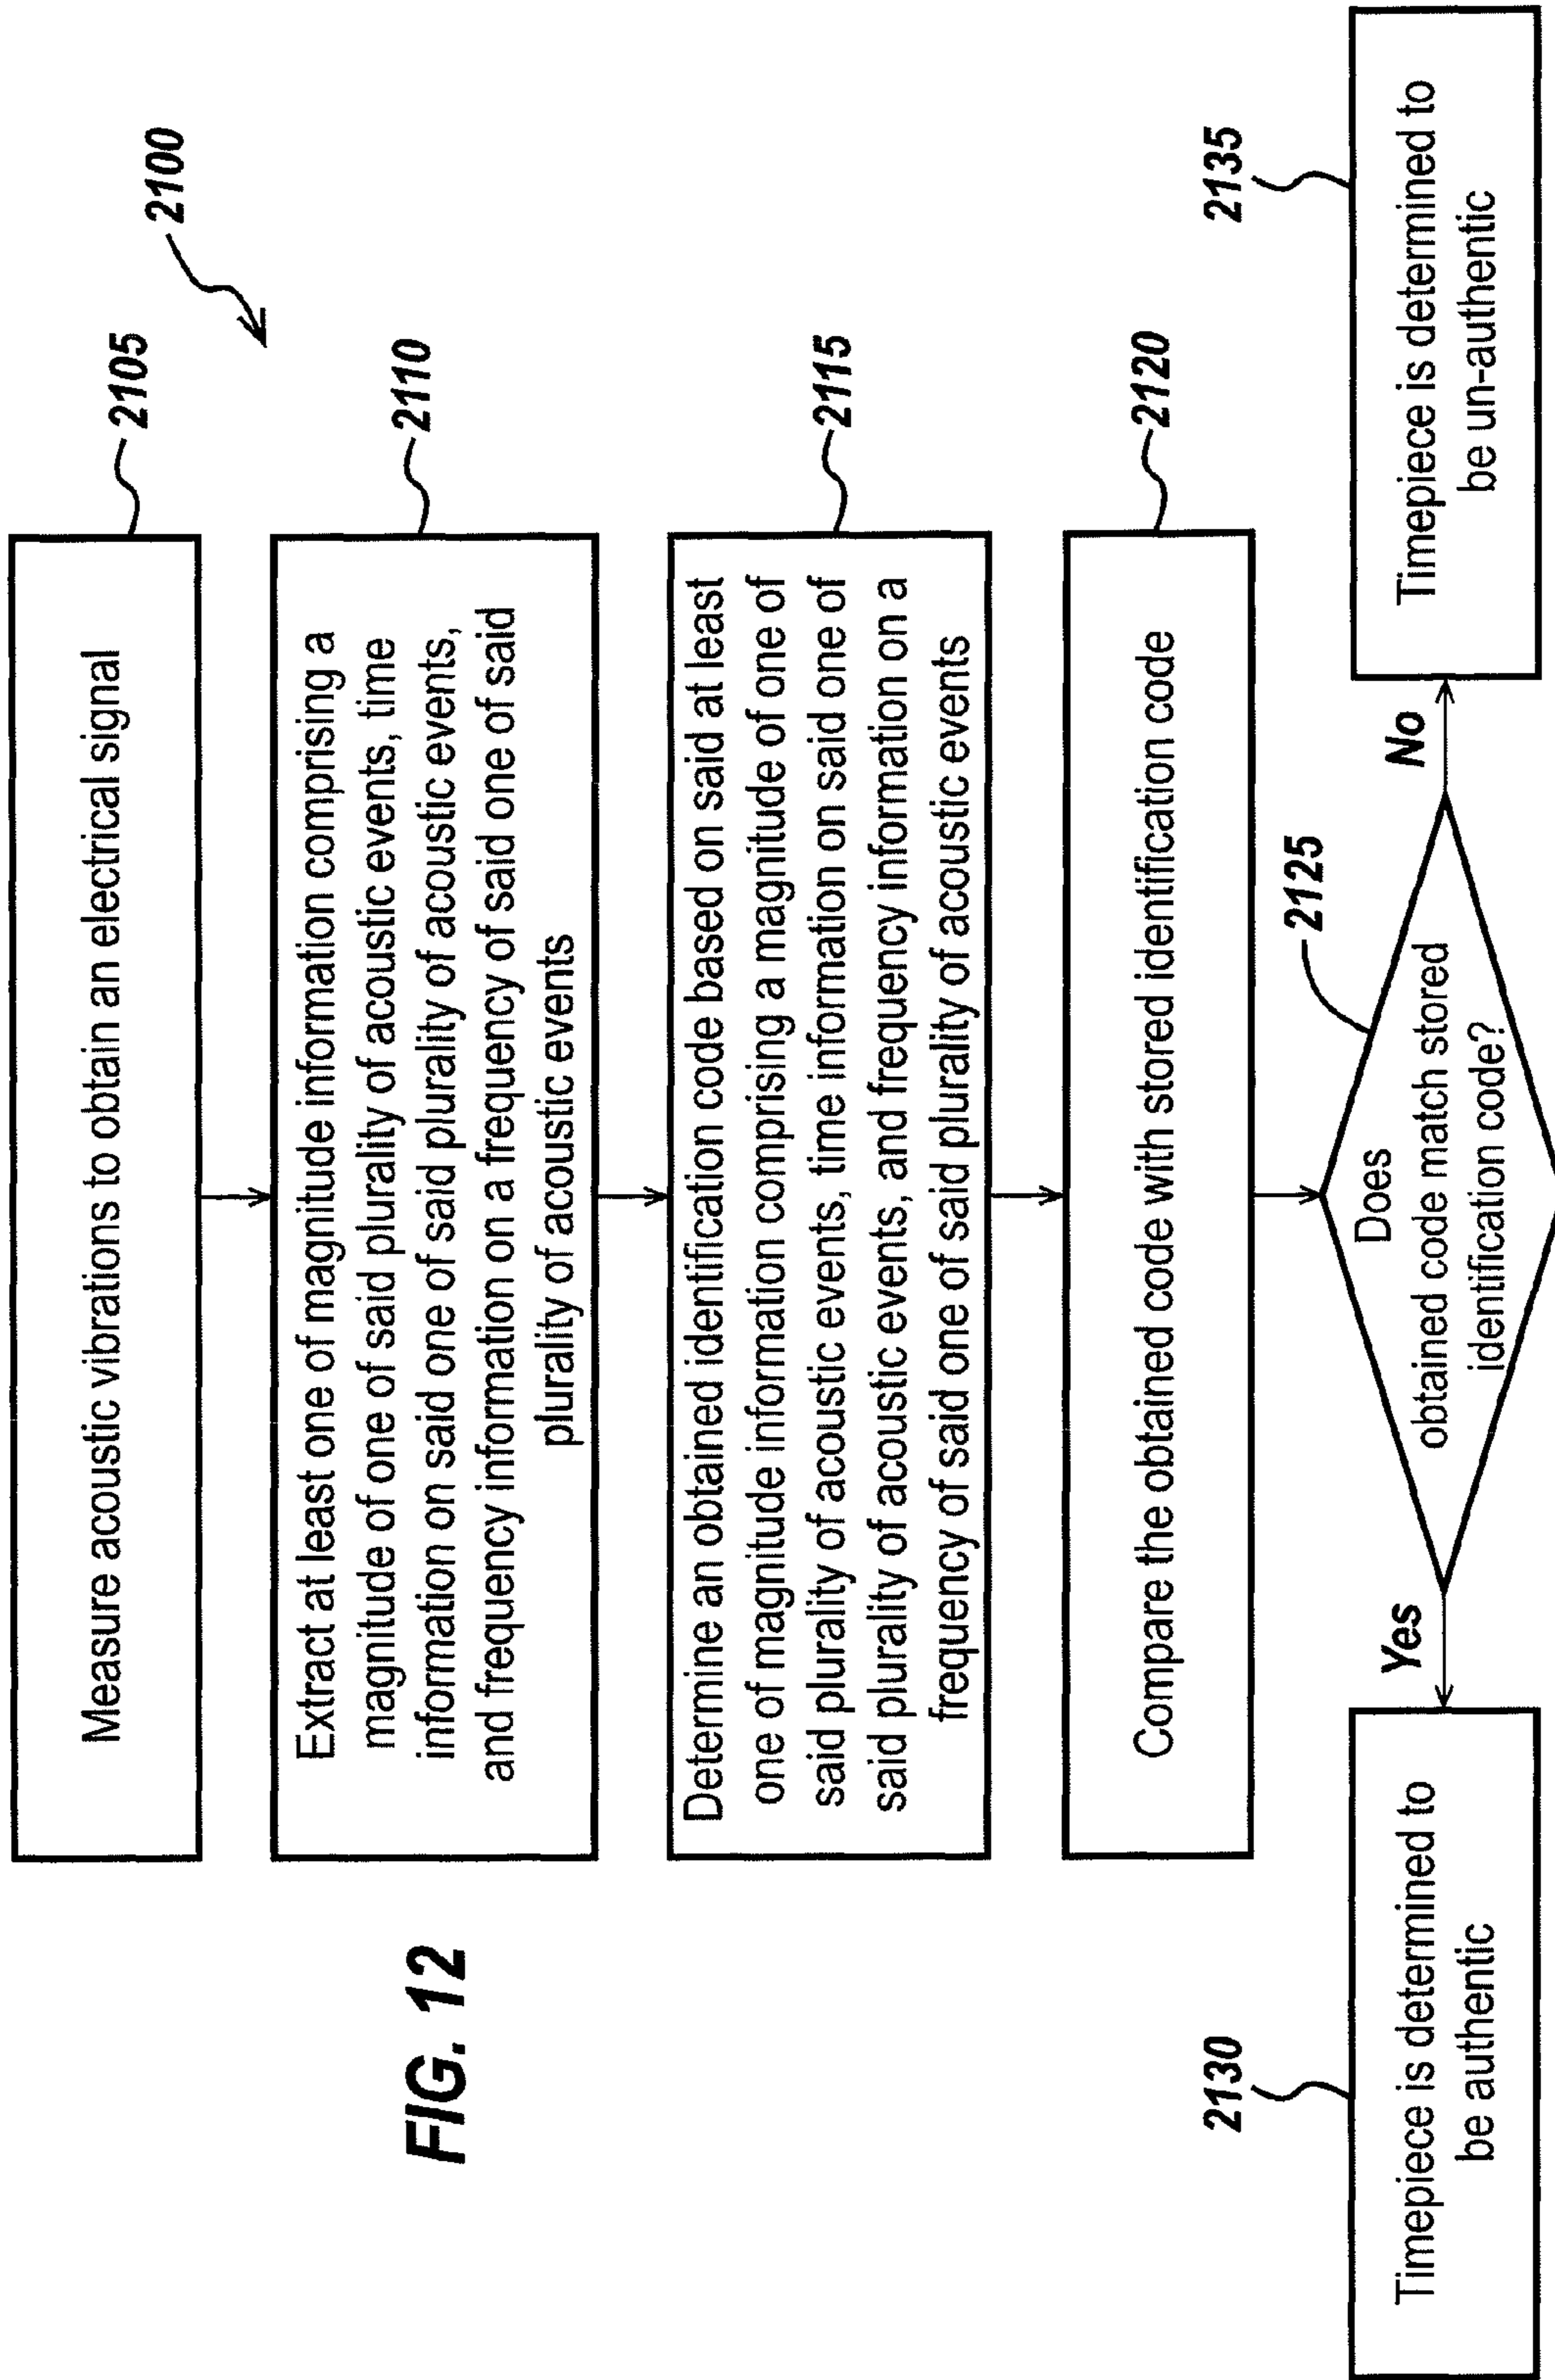 FIG. 12
2100
Measure acoustic vibrations to obtain an electrical signal
2105
Extract at least one of magnitude information comprising a
magnitude of one of said plurality of acoustic events, time
information on said one of said plurality of acoustic events,
and frequency information on a frequency of said one of said
plurality of acoustic events
2110
Determine an obtained identification code based on said at least
one of magnitude information comprising a magnitude of one of
said plurality of acoustic events, time information on said one of
said plurality of acoustic events, and frequency information on a
frequency of said one of said plurality of acoustic events
2115
Compare the obtained code with stored identification code
2120
Does
obtained code match stored
identification code?
2125
Yes
No
2130
Timepiece is determined to
be authentic
2135
Timepiece is determined to
be un-authentic